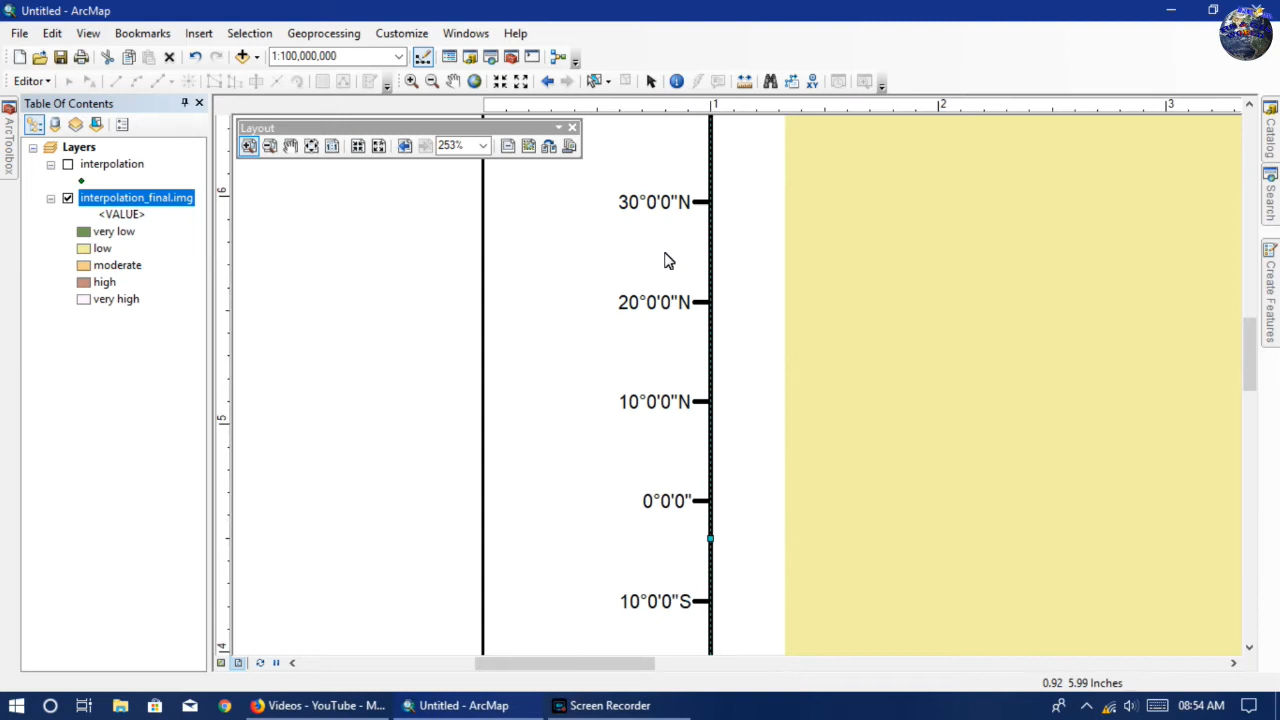 Untitled - ArcMap
File Edit View Bookmarks Insert Selection Geoprocessing Customize Windows Help
1:100,000,000
Editor
Table Of Contents
Layers
interpolation
interpolation_final.img
<VALUE>
very low
low
moderate
high
very high
ArcToolbox
Layout
253%
1 2 3
6
5
4
30°0'0"N
20°0'0"N
10°0'0"N
0°0'0"
10°0'0"S
Catalog
Search
Create Features
0.92 5.99 Inches
Videos - YouTube - M...
Untitled - ArcMap
Screen Recorder
08:54 AM